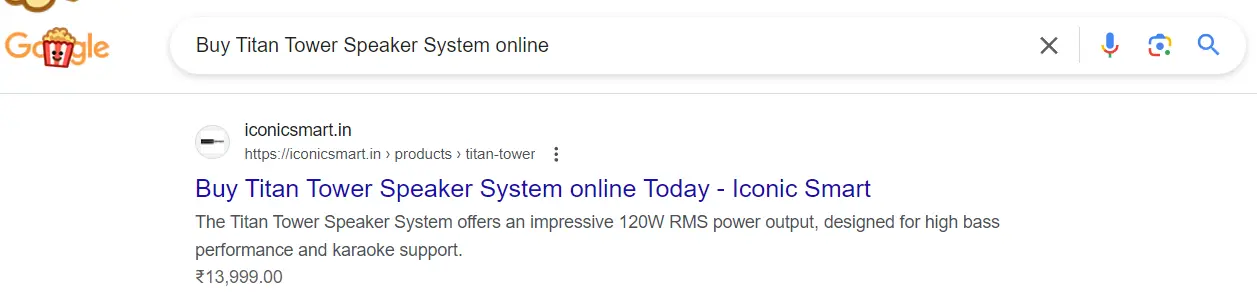 Google
Buy Titan Tower Speaker System online
iconicsmart.in
https://iconicsmart.in › products › titan-tower
Buy Titan Tower Speaker System online Today - Iconic Smart
The Titan Tower Speaker System offers an impressive 120W RMS power output, designed for high bass
performance and karaoke support.
₹13,999.00